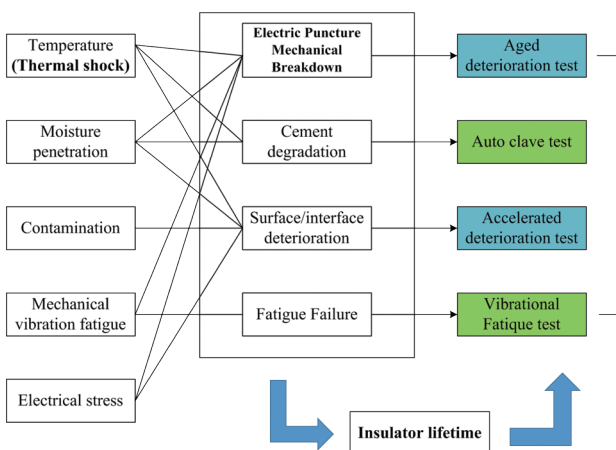 Temperature
(Thermal shock)
Electric Puncture
Mechanical
Breakdown
Aged
deterioration test
Moisture
penetration
Cement
degradation
Auto clave test
Contamination
Surface/interface
deterioration
Accelerated
deterioration test
Mechanical
vibration fatigue
Fatigue Failure
Vibrational
Fatique test
Electrical stress
Insulator lifetime